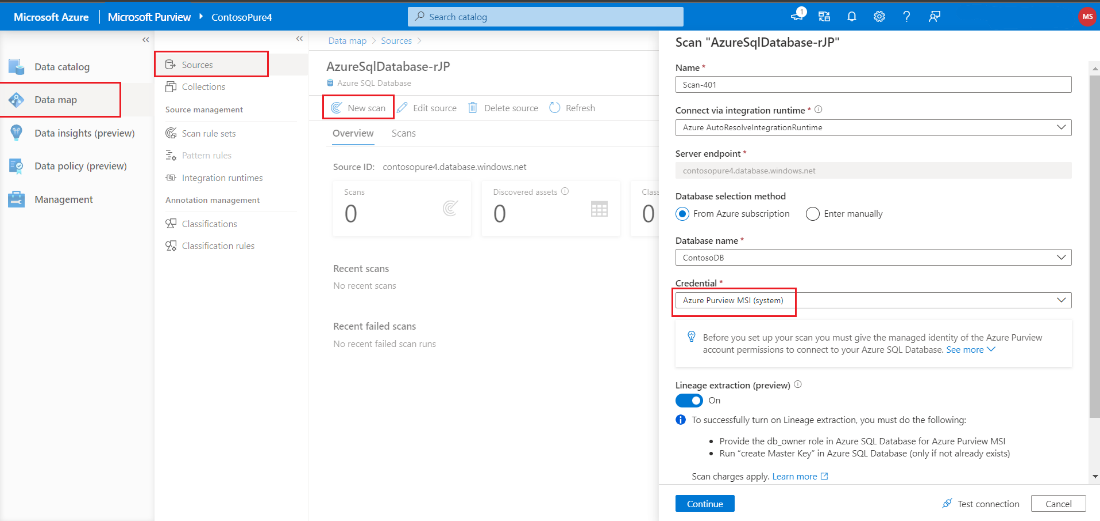 Microsoft Azure | Microsoft Purview > ContosoPure4
Search catalog
1
MS
Data catalog
Data map
Data insights (preview)
Data policy (preview)
Management
Sources
Collections
Source management
Scan rule sets
Pattern rules
Integration runtimes
Annotation management
Classifications
Classification rules
Data map > Sources >
AzureSqlDatabase-rJP
Azure SQL Database
New scan Edit source Delete source Refresh
Overview Scans
Source ID: contosopure4.database.windows.net
Scans Discovered assets Clas
0 0 0
Recent scans
No recent scans
Recent failed scans
No recent failed scan runs
Scan "AzureSqlDatabase-rJP"
Name *
Scan-401
Connect via integration runtime *
Azure AutoResolveIntegrationRuntime
Server endpoint *
contosopure4.database.windows.net
Database selection method
From Azure subscription Enter manually
Database name *
ContosoDB
Credential *
Azure Purview MSI (system)
Before you set up your scan you must give the managed identity of the Azure Purview
account permissions to connect to your Azure SQL Database. See more
Lineage extraction (preview)
On
To successfully turn on Lineage extraction, you must do the following:
• Provide the db_owner role in Azure SQL Database for Azure Purview MSI
• Run “create Master Key” in Azure SQL Database (only if not already exists)
Scan charges apply. Learn more
Continue Test connection Cancel